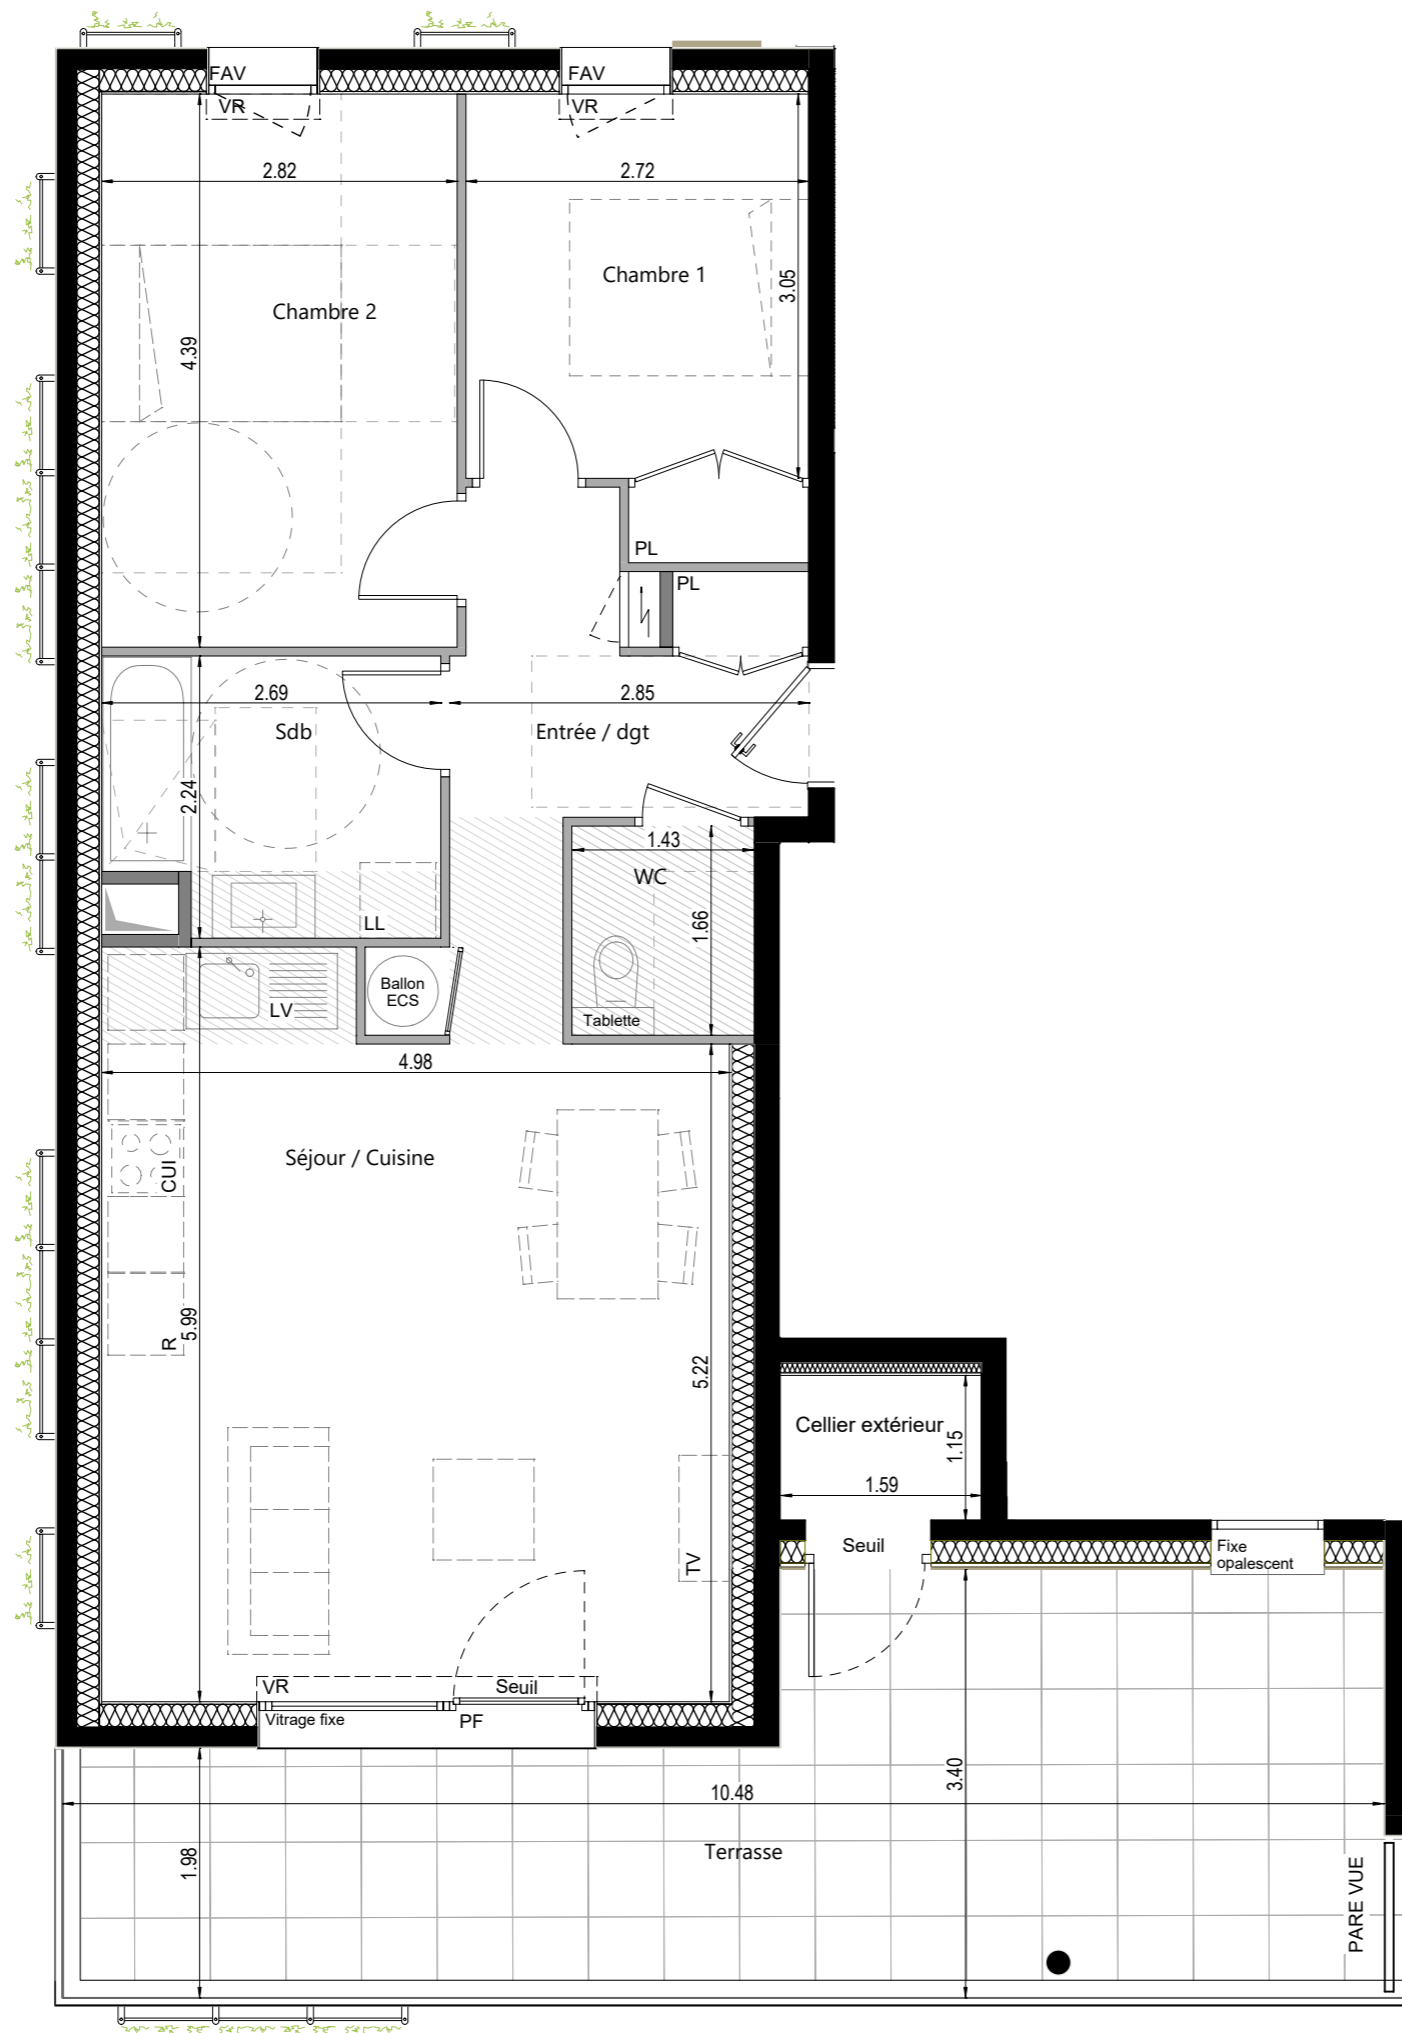 FAV
FAV
VR
VR
2.82
2.72
Chambre 1
3.05
Chambre 2
4.39
PL
PL
2.69
2.85
Sdb
Entrée / dgt
2.24
1.43
WC
1.66
LL
Ballon
ECS
LV
Tablette
4.98
Séjour / Cuisine
CUI
5.99
R
5.22
Cellier extérieur
1.15
1.59
Seuil
Fixe
opalescent
TV
VR
Seuil
Vitrage fixe
PF
3.40
10.48
1.98
Terrasse
PARE VUE